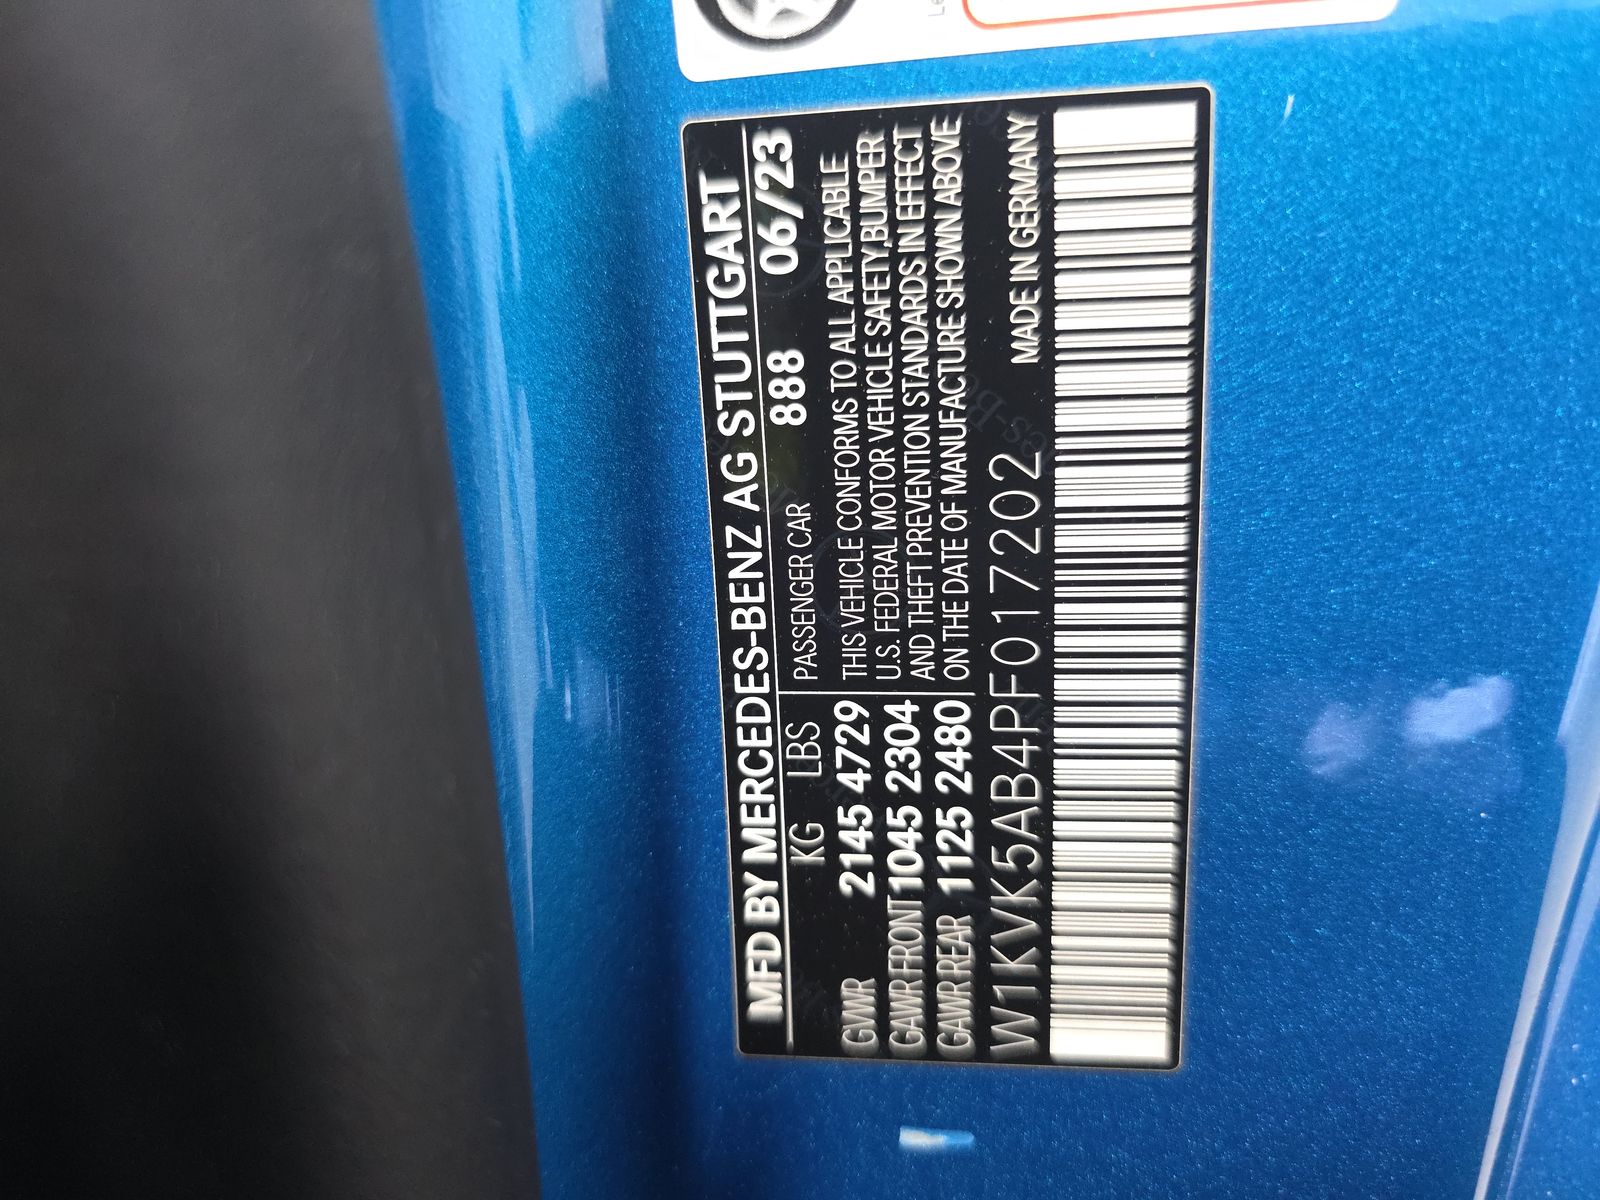 MFD BY MERCEDES-BENZ AG STUTTGART
KG LBS PASSENGER CAR 888 06/23
GVWR 2145 4729 THIS VEHICLE CONFORMS TO ALL APPLICABLE
U.S. FEDERAL MOTOR VEHICLE SAFETY,BUMPER
GAWR FRONT 1045 2304 AND THEFT PREVENTION STANDARDS IN EFFECT
GAWR REAR 1125 2480 ON THE DATE OF MANUFACTURE SHOWN ABOVE
W1KVK5AB4PF017202 MADE IN GERMANY